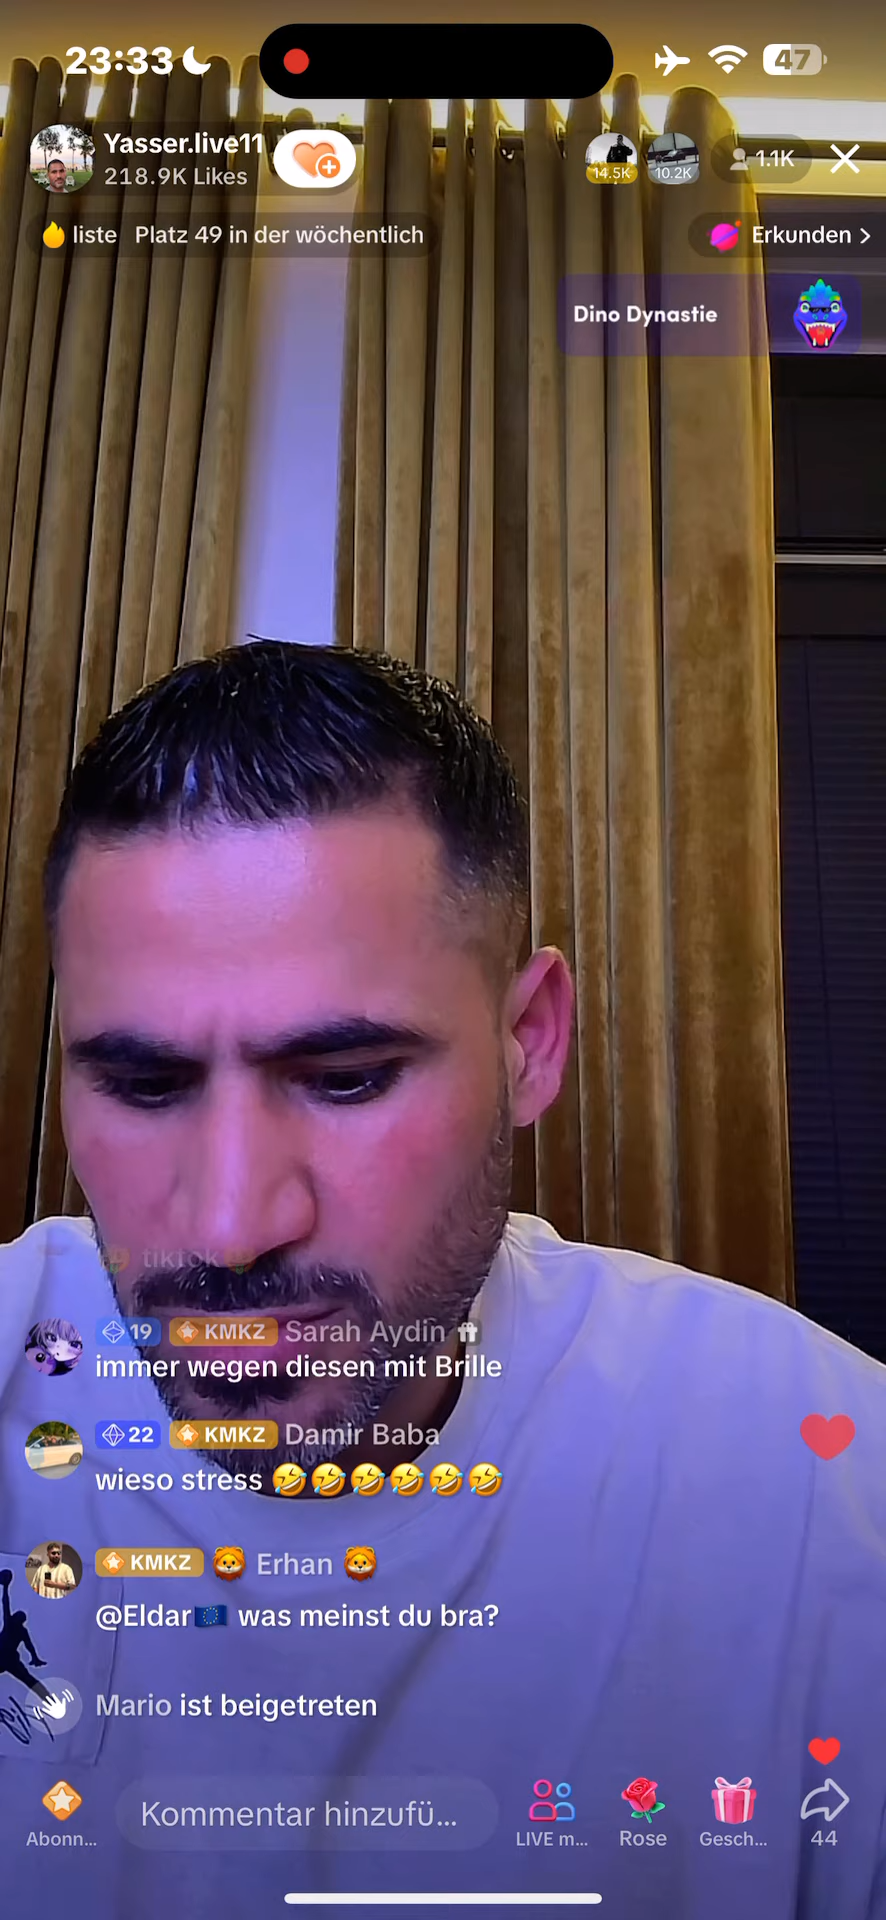 23:33
47
Yasser.live11
218.9K Likes
14.5K
10.2K
1.1K
liste Platz 49 in der wöchentlich
Erkunden >
Dino Dynastie
tiktok
19 KMKZ Sarah Aydin
immer wegen diesen mit Brille
22 KMKZ Damir Baba
wieso stress 🤣🤣🤣🤣🤣🤣
KMKZ 🦁 Erhan 🦁
@Eldar🇪🇺 was meinst du bra?
Mario ist beigetreten
Kommentar hinzufü...
Abonn...
LIVE m...
Rose
Gesch...
44